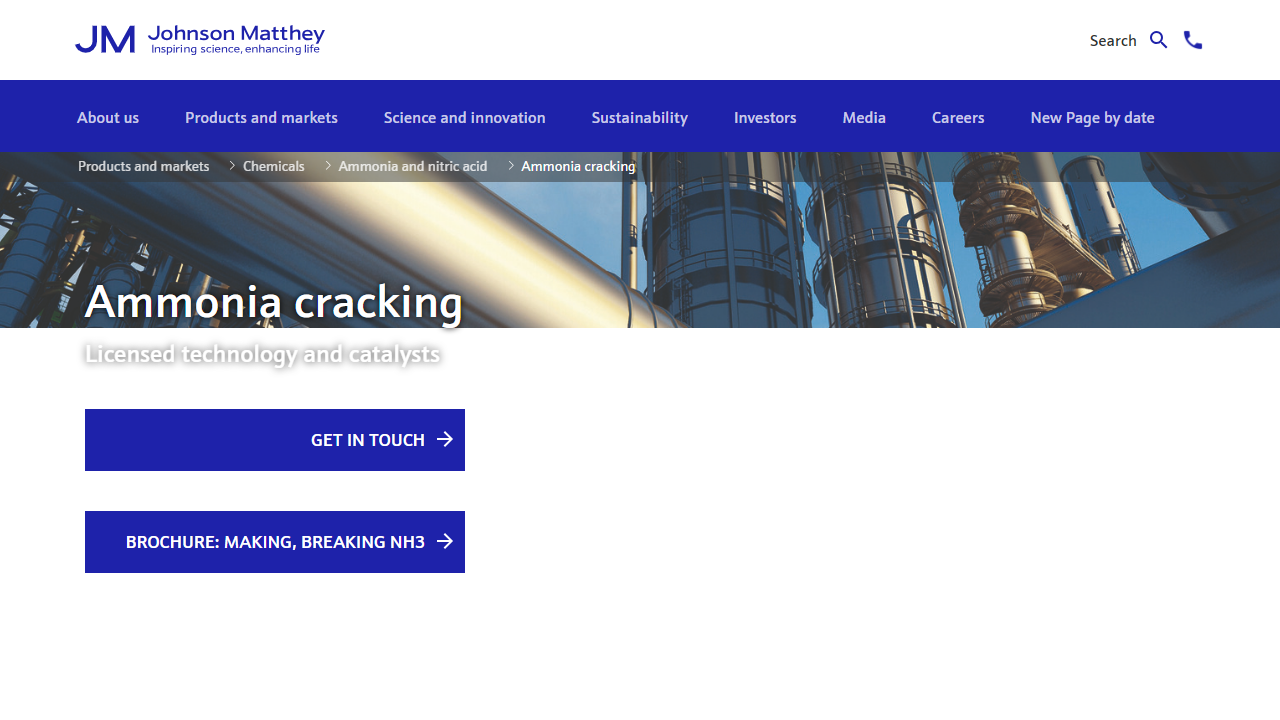 JM Johnson Matthey
Inspiring science, enhancing life
Search
About us Products and markets Science and innovation Sustainability Investors Media Careers New Page by date
Products and markets Chemicals Ammonia and nitric acid Ammonia cracking
Ammonia cracking
Licensed technology and catalysts
GET IN TOUCH
BROCHURE: MAKING, BREAKING NH3